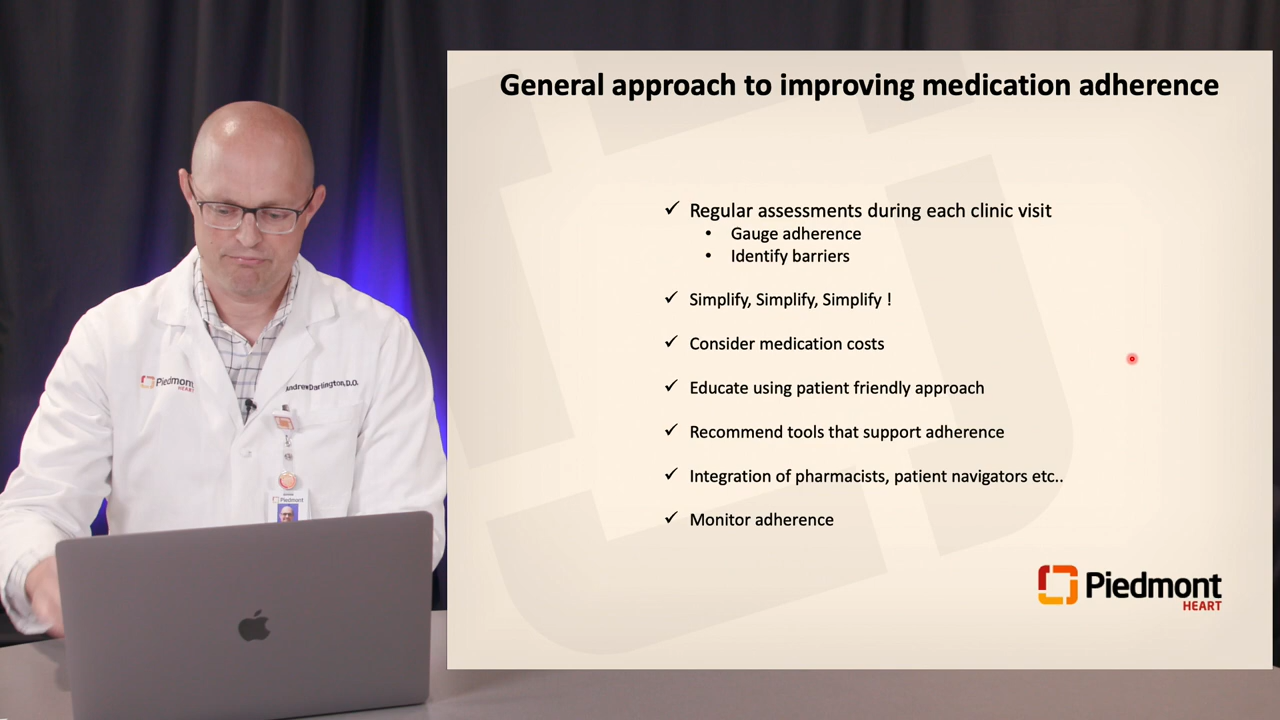 General approach to improving medication adherence
✓ Regular assessments during each clinic visit
• Gauge adherence
• Identify barriers
✓ Simplify, Simplify, Simplify !
✓ Consider medication costs
✓ Educate using patient friendly approach
✓ Recommend tools that support adherence
✓ Integration of pharmacists, patient navigators etc..
✓ Monitor adherence
Piedmont
HEART
Piedmont
HEART
Andrew Darlington, D.O.
Piedmont